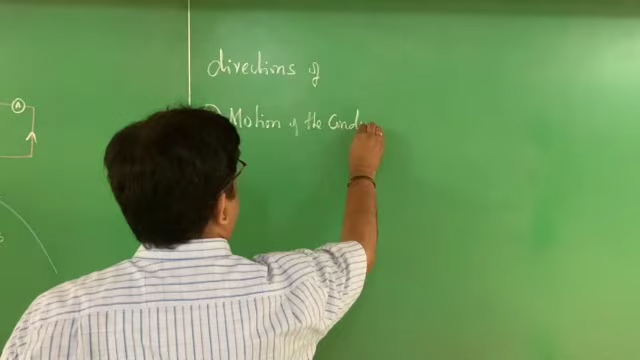 directions of
Motion of the Cond
A